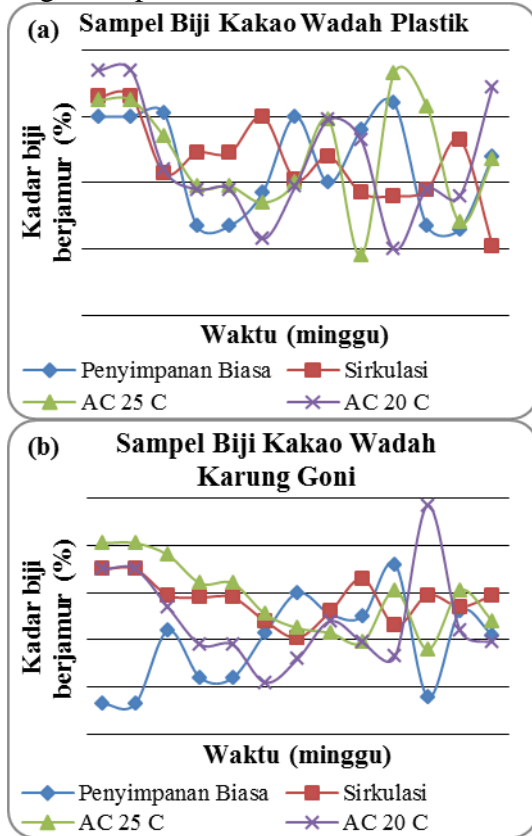 (a) Sampel Biji Kakao Wadah Plastik
Kadar biji
berjamur (%)
Waktu (minggu)
Penyimpanan Biasa
Sirkulasi
AC 25 C
AC 20 C
(b) Sampel Biji Kakao Wadah
Karung Goni
Kadar biji
berjamur (%)
Waktu (minggu)
Penyimpanan Biasa
Sirkulasi
AC 25 C
AC 20 C